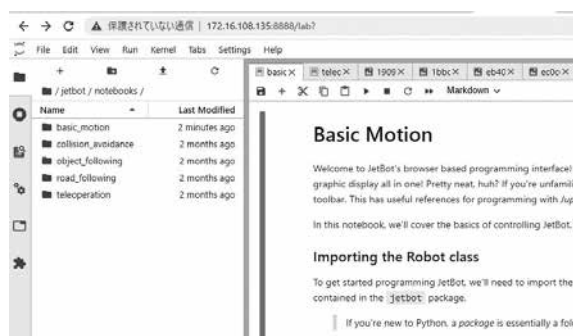 保護されていない通信 | 172.16.108.135:8888/lab?
File Edit View Run Kernel Tabs Settings Help
/ jetbot / notebooks /
Name Last Modified
basic_motion 2 minutes ago
collision_avoidance 2 months ago
object_following 2 months ago
road_following 2 months ago
teleoperation 2 months ago
basic telec 1909 1bbc eb40 ec0c
Markdown
Basic Motion
Welcome to JetBot's browser based programming interface!
graphic display all in one! Pretty neat, huh? If you're unfamili
toolbar. This has useful references for programming with Jup
In this notebook, we'll cover the basics of controlling JetBot.
Importing the Robot class
To get started programming JetBot, we'll need to import the
contained in the jetbot package.
If you're new to Python, a package is essentially a fol